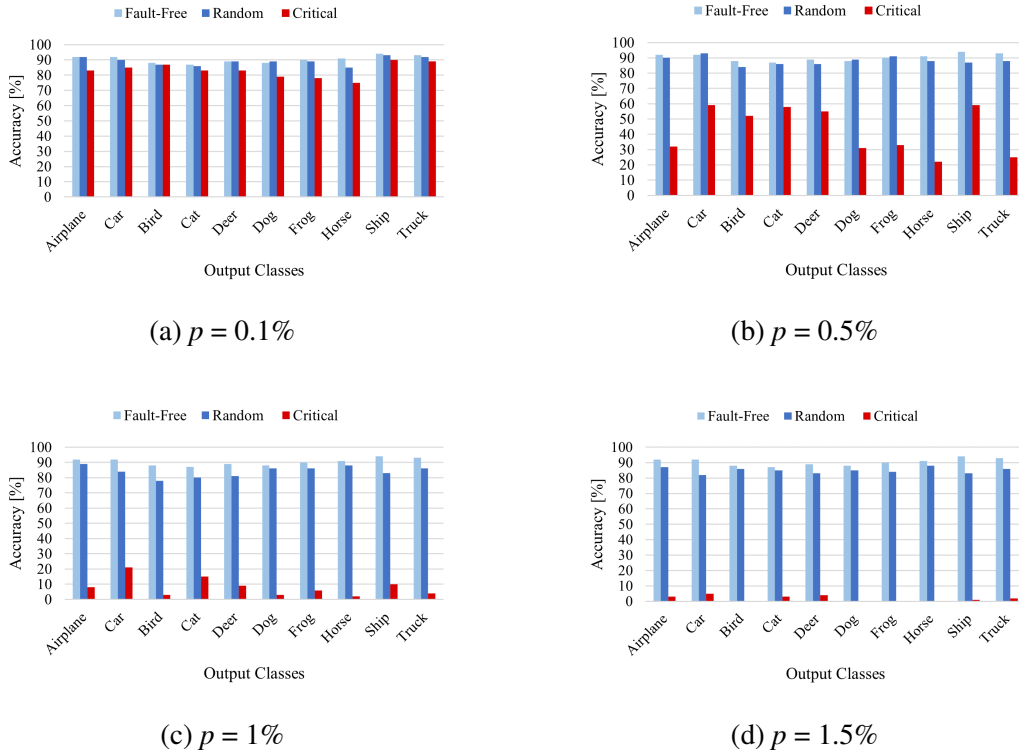 Fault-Free Random Critical
100
90
80
70
60
50
40
30
20
10
0
Accuracy [%]
Airplane Car Bird Cat Deer Dog Frog Horse Ship Truck
Output Classes
(a) p = 0.1%
Fault-Free Random Critical
100
90
80
70
60
50
40
30
20
10
0
Accuracy [%]
Airplane Car Bird Cat Deer Dog Frog Horse Ship Truck
Output Classes
(b) p = 0.5%
Fault-Free Random Critical
100
90
80
70
60
50
40
30
20
10
0
Accuracy [%]
Airplane Car Bird Cat Deer Dog Frog Horse Ship Truck
Output Classes
(c) p = 1%
Fault-Free Random Critical
100
90
80
70
60
50
40
30
20
10
0
Accuracy [%]
Airplane Car Bird Cat Deer Dog Frog Horse Ship Truck
Output Classes
(d) p = 1.5%